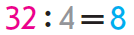 32 : 4 = 8